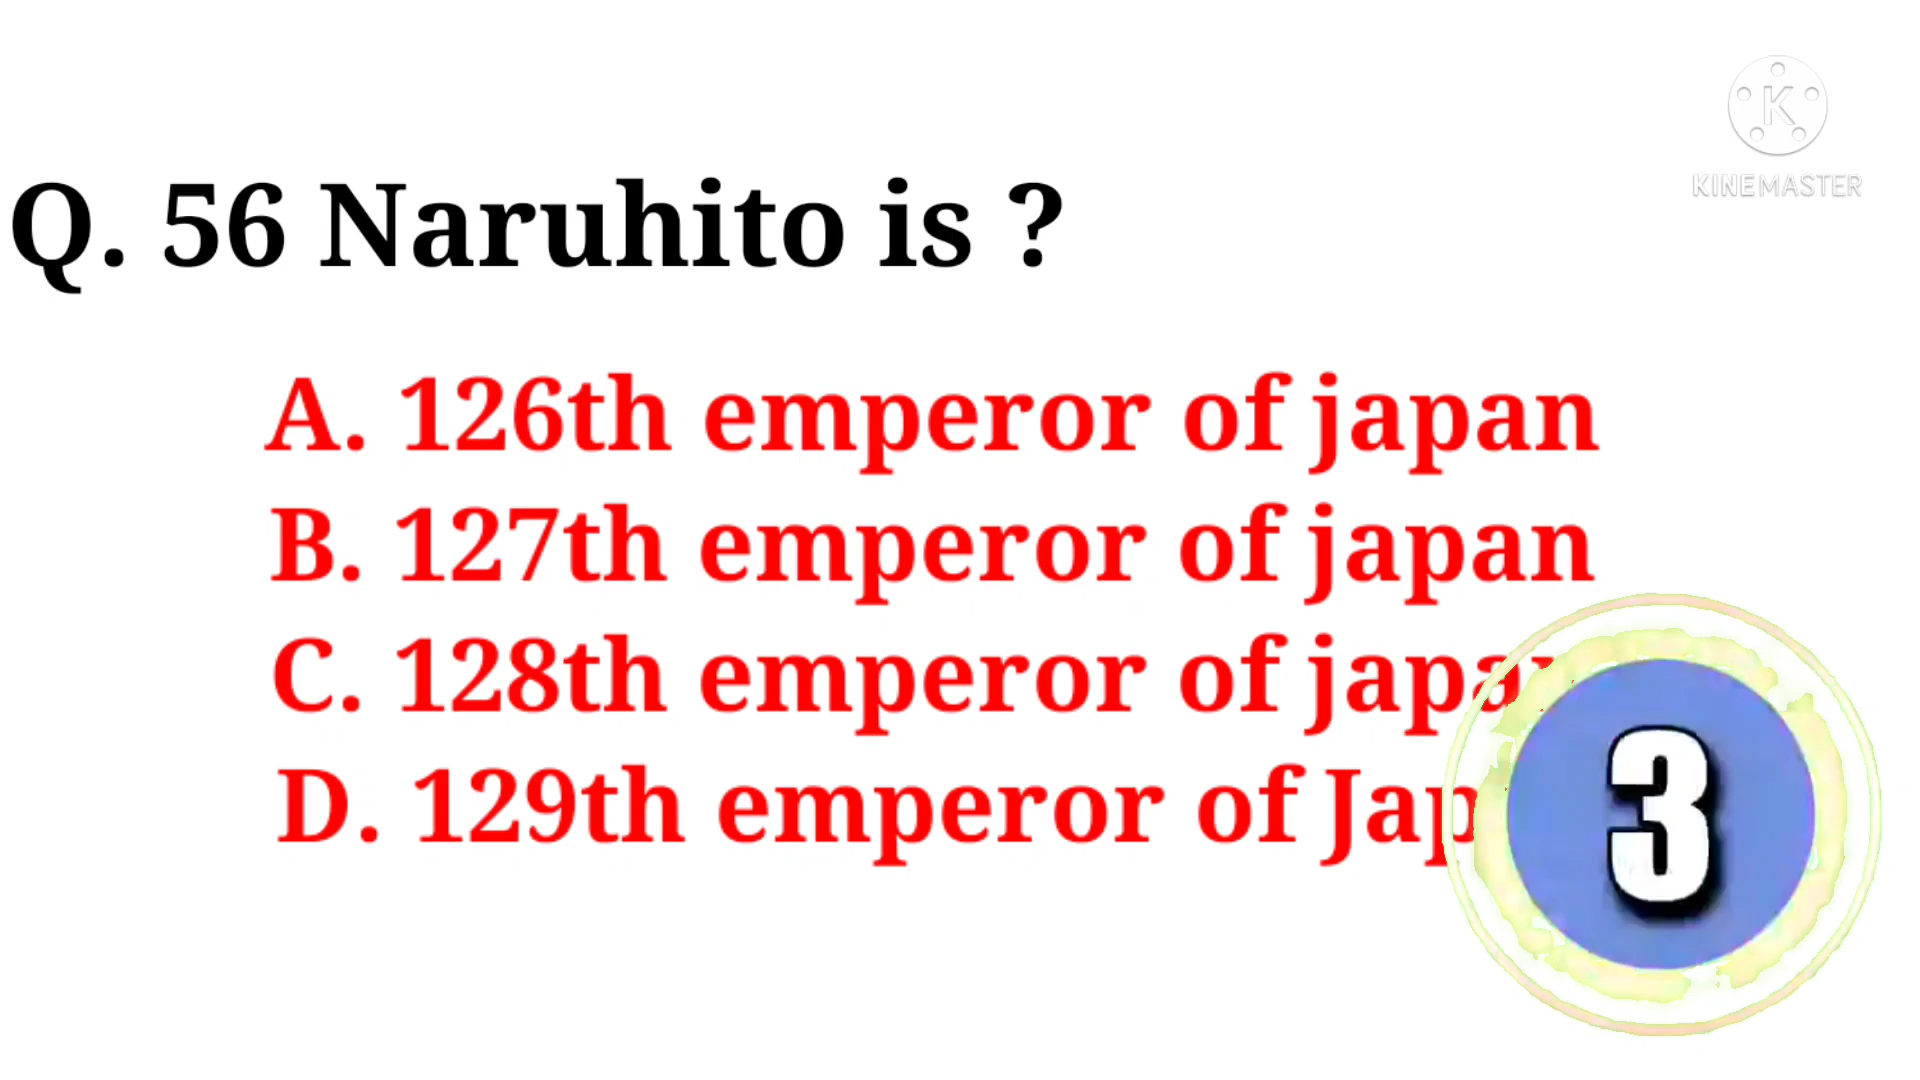 K
KINEMASTER
Q. 56 Naruhito is ?
A. 126th emperor of japan
B. 127th emperor of japan
C. 128th emperor of
D. 129th emperor of
3